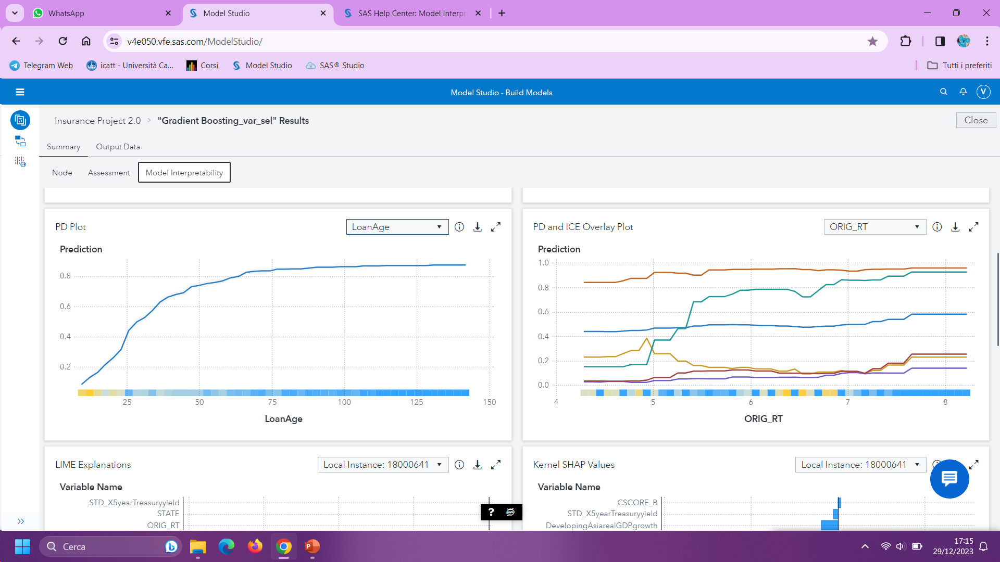 WhatsApp
Model Studio
SAS Help Center: Model Interpr
v4e050.vfe.sas.com/ModelStudio/
Telegram Web
icatt - Università Ca...
Corsi
Model Studio
SAS® Studio
Tutti i preferiti
Model Studio - Build Models
V
Insurance Project 2.0 > "Gradient Boosting_var_sel" Results
Close
Summary
Output Data
Node
Assessment
Model Interpretability
PD Plot
LoanAge
Prediction
0.8
0.6
0.4
0.2
25 50 75 100 125 150
LoanAge
PD and ICE Overlay Plot
ORIG_RT
Prediction
1.0
0.8
0.6
0.4
0.2
0.0
4 5 6 7 8
ORIG_RT
LIME Explanations
Local Instance: 18000641
Variable Name
STD_X5yearTreasuryyield
STATE
ORIG_RT
?
Kernel SHAP Values
Local Instance: 18000641
Variable Name
CSCORE_B
STD_X5yearTreasuryyield
DevelopingAsiarealGDPgrowth
Cerca
17:15
29/12/2023